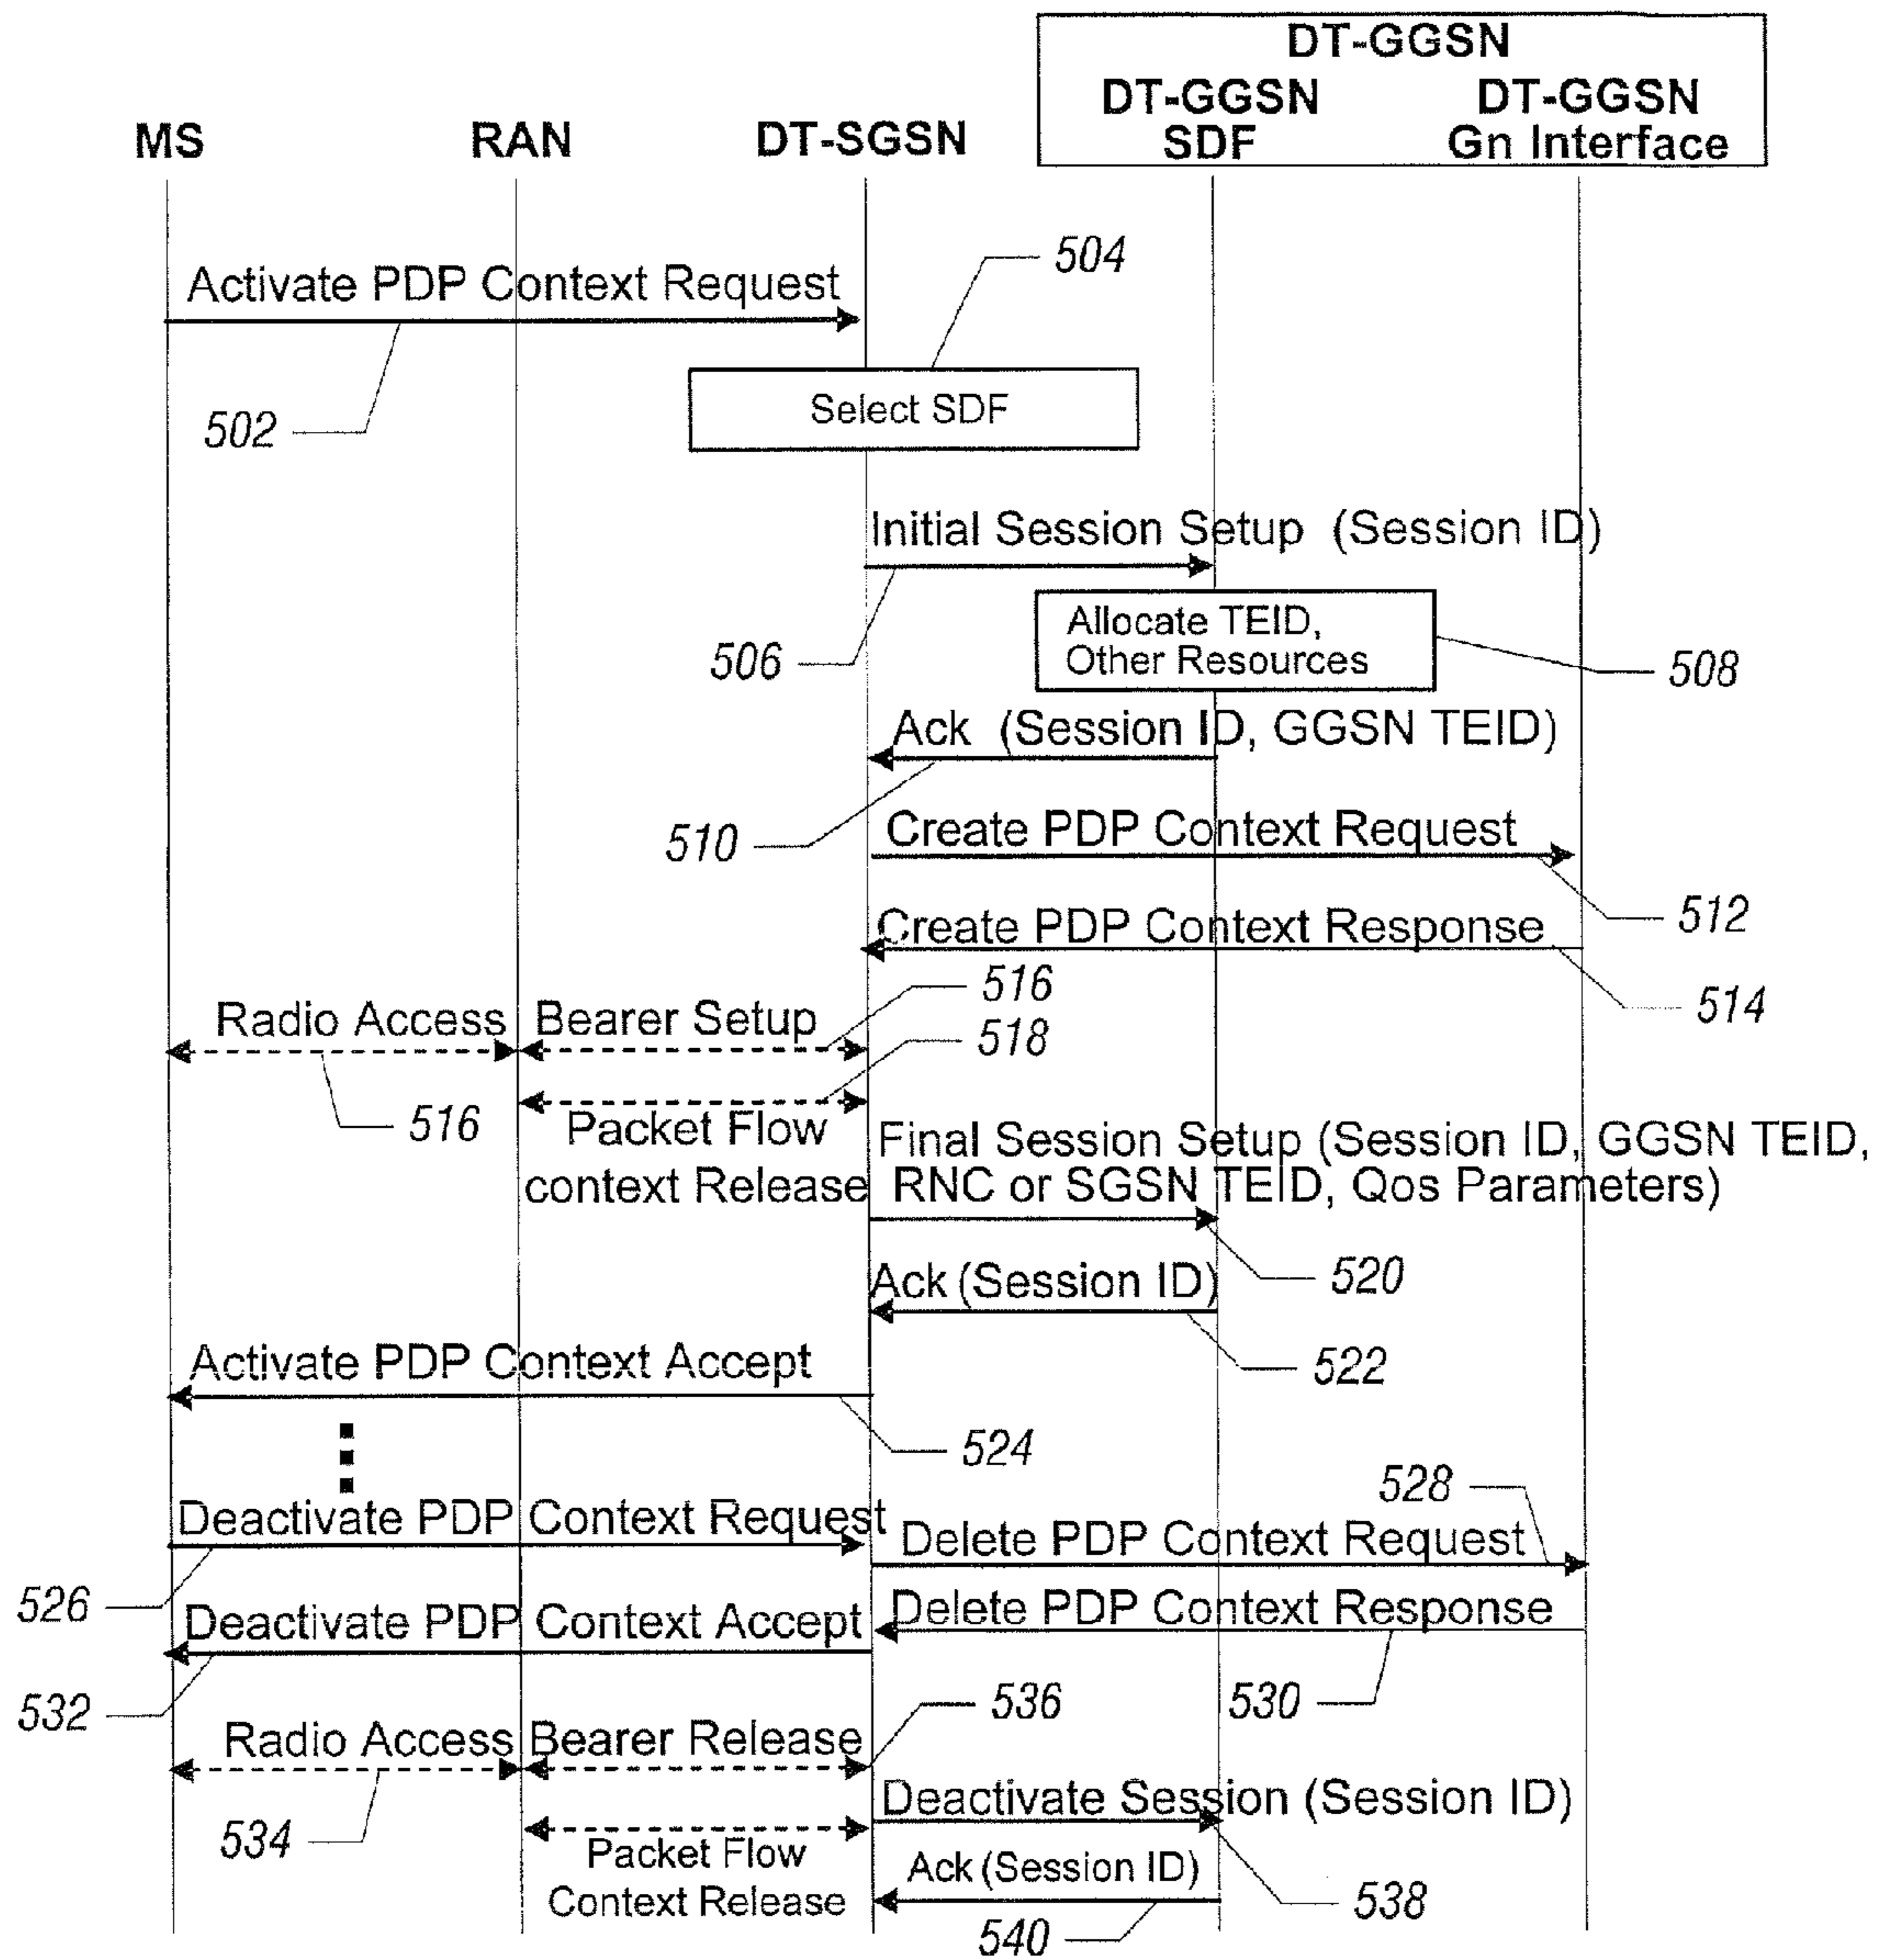 DT-GGSN
DT-GGSN
SDF
DT-GGSN
Gn Interface
MS
RAN
DT-SGSN
504
Activate PDP Context Request
502
Select SDF
Initial Session Setup (Session ID)
506
Allocate TEID,
Other Resources
508
Ack (Session ID, GGSN TEID)
510
Create PDP Context Request
512
Create PDP Context Response
514
516
Radio Access Bearer Setup
518
516
Packet Flow
context Release
Final Session Setup (Session ID, GGSN TEID,
RNC or SGSN TEID, Qos Parameters)
520
Ack (Session ID)
522
Activate PDP Context Accept
524
528
Deactivate PDP Context Request
Delete PDP Context Request
526
Deactivate PDP Context Accept
Delete PDP Context Response
532
530
536
Radio Access Bearer Release
534
Deactivate Session (Session ID)
Packet Flow
Context Release
Ack (Session ID)
538
540